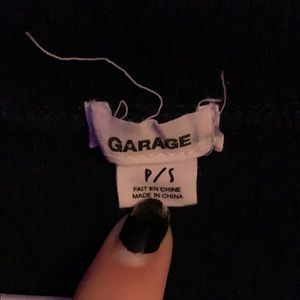 GARAGE
P/S
FAIT EN CHINE
MADE IN CHINA